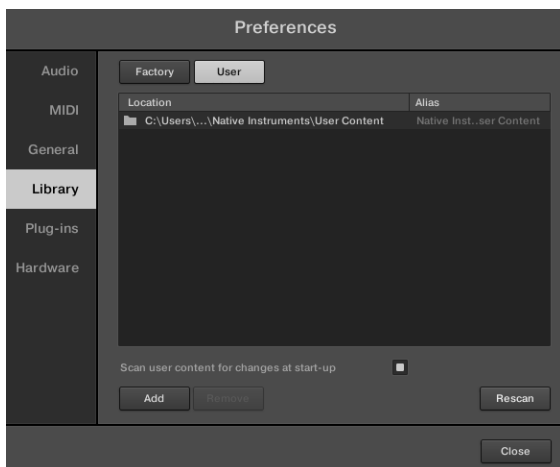 Preferences
Audio
MIDI
General
Library
Plug-ins
Hardware
Factory User
Location Alias
C:\Users\...\Native Instruments\User Content Native Inst..ser Content
Scan user content for changes at start-up
Add Remove Rescan
Close